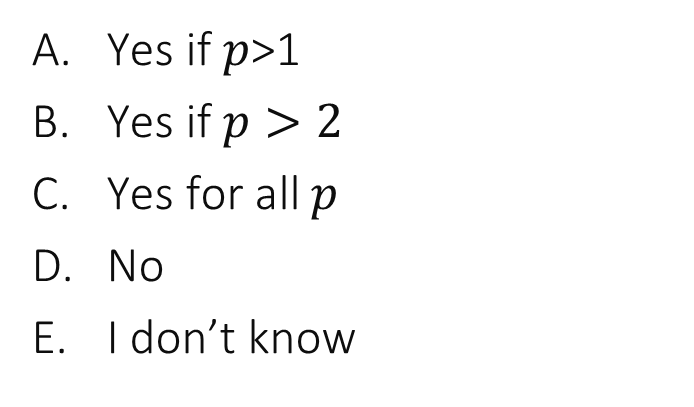 A. Yes if p>1
B. Yes if p > 2
C. Yes for all p
D. No
E. I don’t know